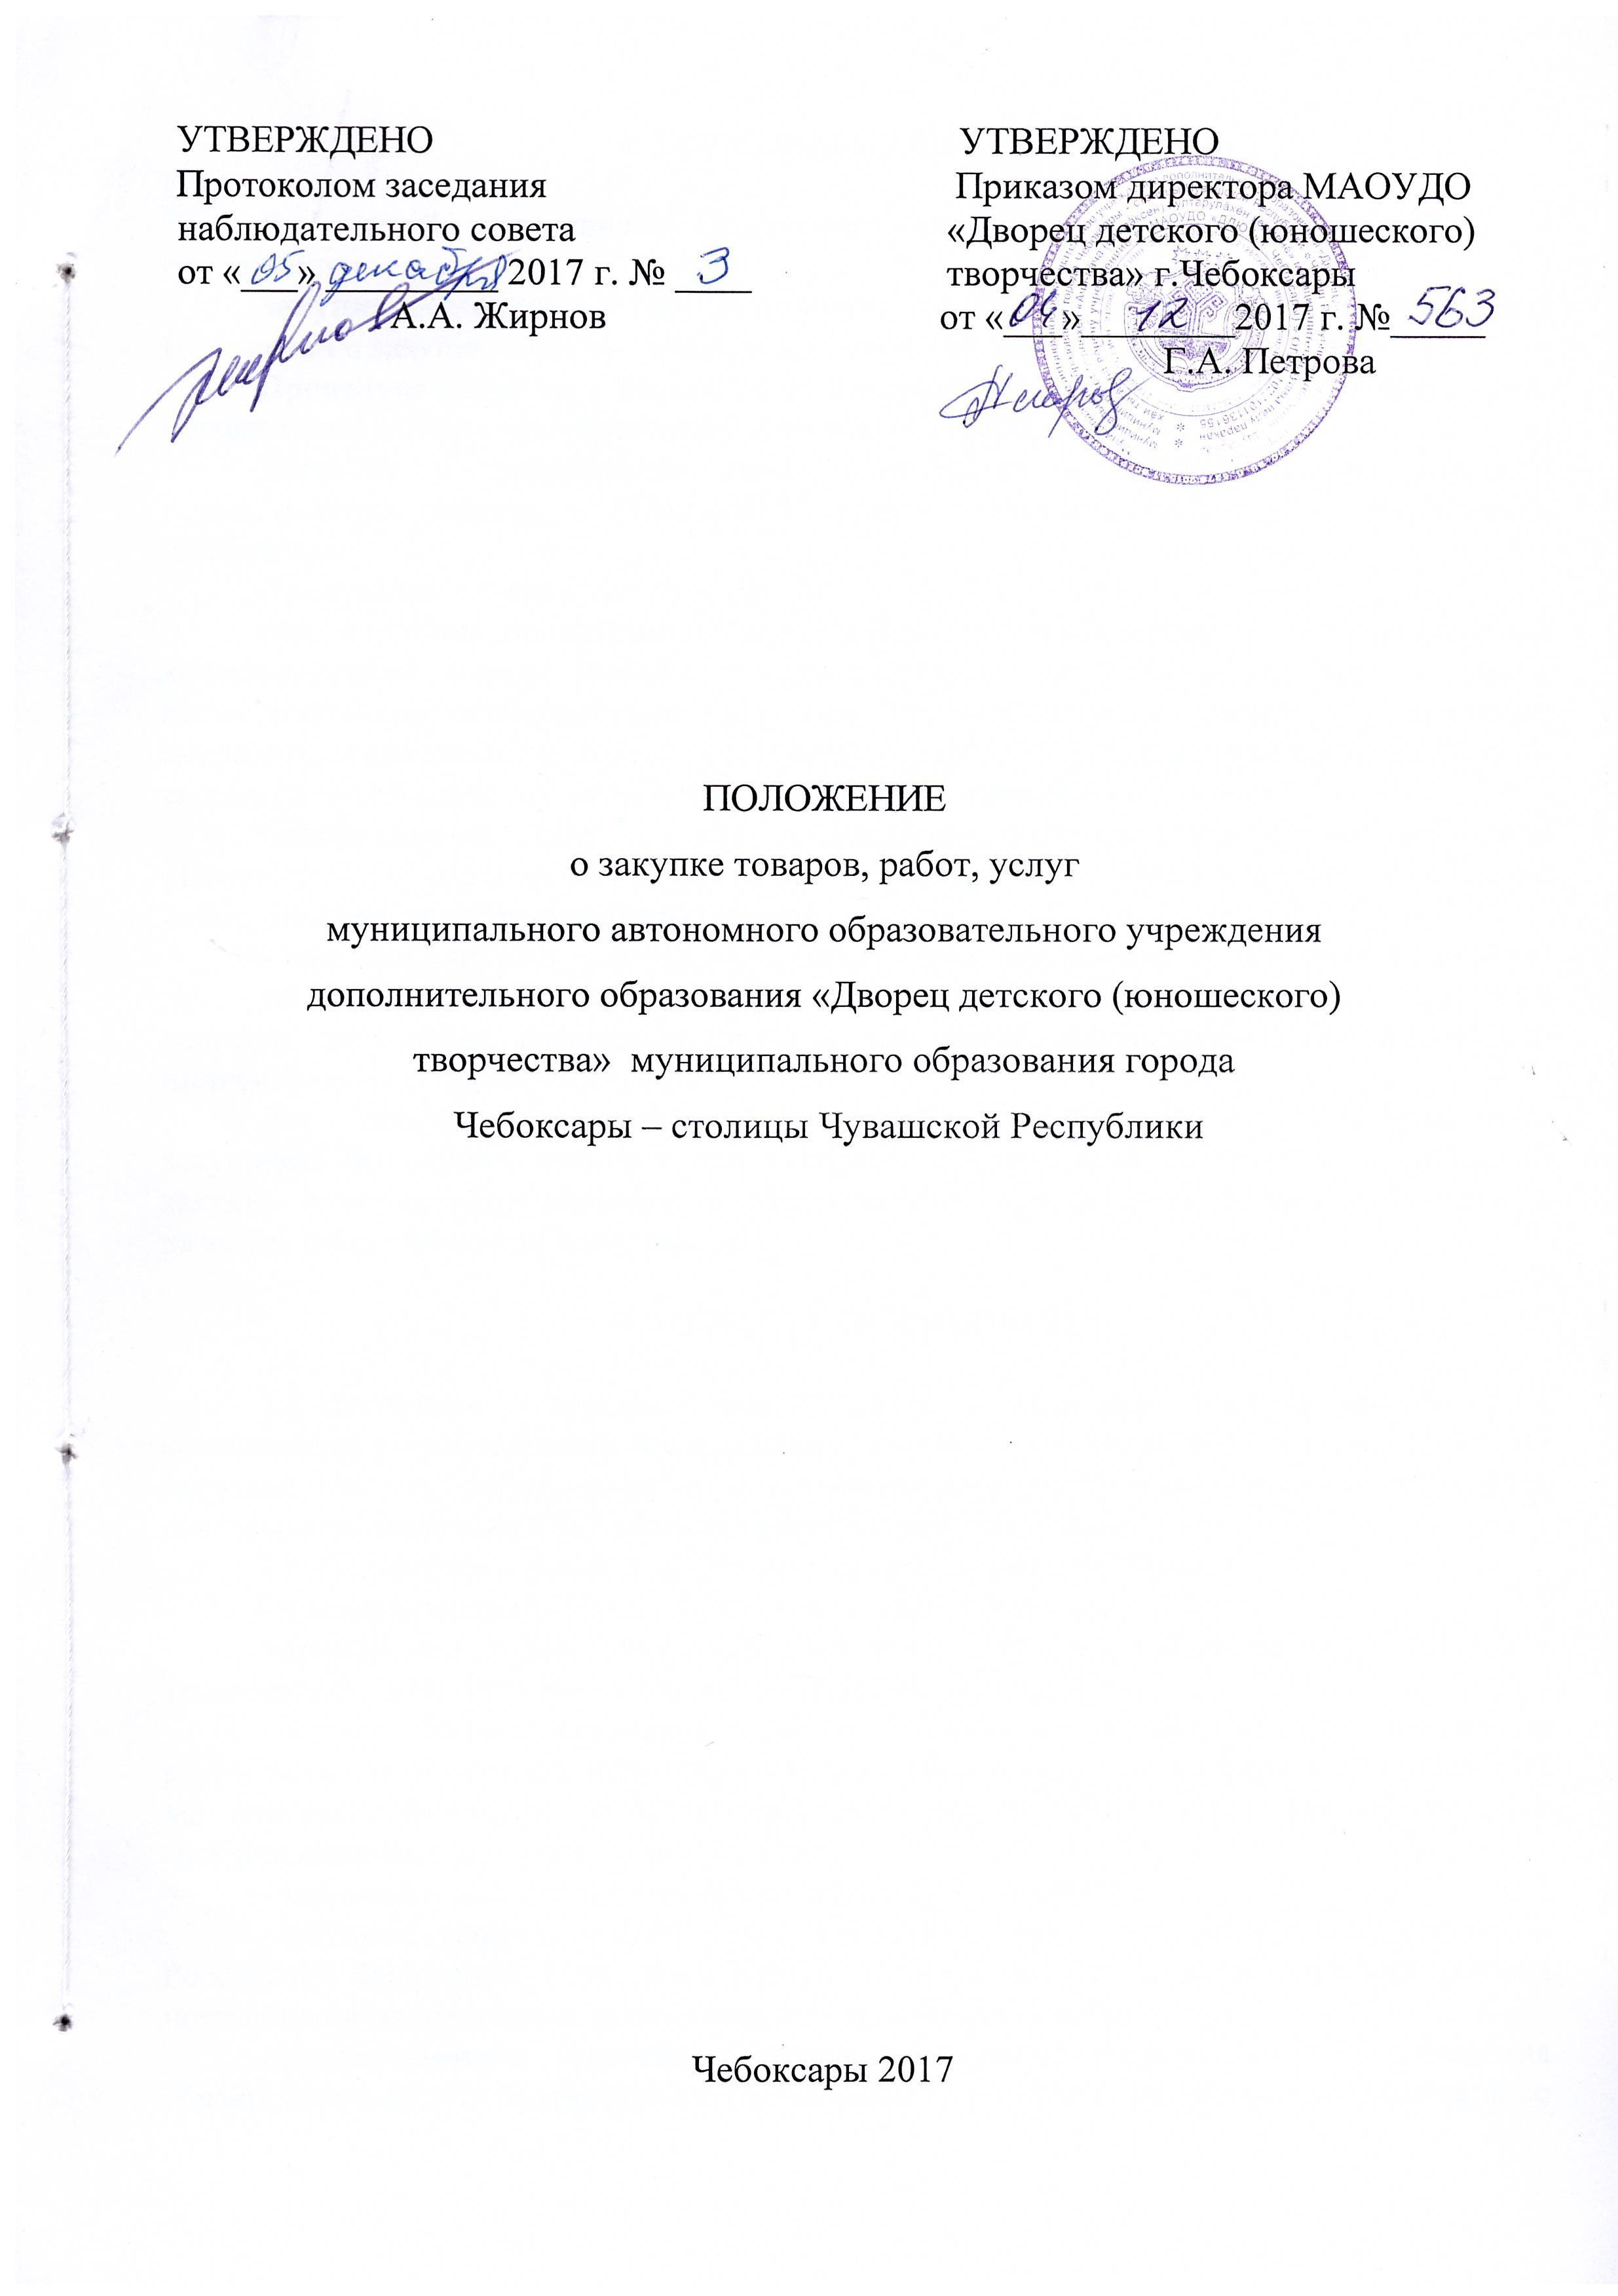 УТВЕРЖДЕНО
Протоколом заседания
наблюдательного совета
от «05» декабря 2017 г. № 3
А.А. Жирнов
УТВЕРЖДЕНО
Приказом директора МАОУДО
«Дворец детского (юношеского)
творчества» г.Чебоксары
от «04» 12 2017 г. № 563
Г.А. Петрова
ПОЛОЖЕНИЕ
о закупке товаров, работ, услуг
муниципального автономного образовательного учреждения
дополнительного образования «Дворец детского (юношеского)
творчества» муниципального образования города
Чебоксары – столицы Чувашской Республики
Чебоксары 2017